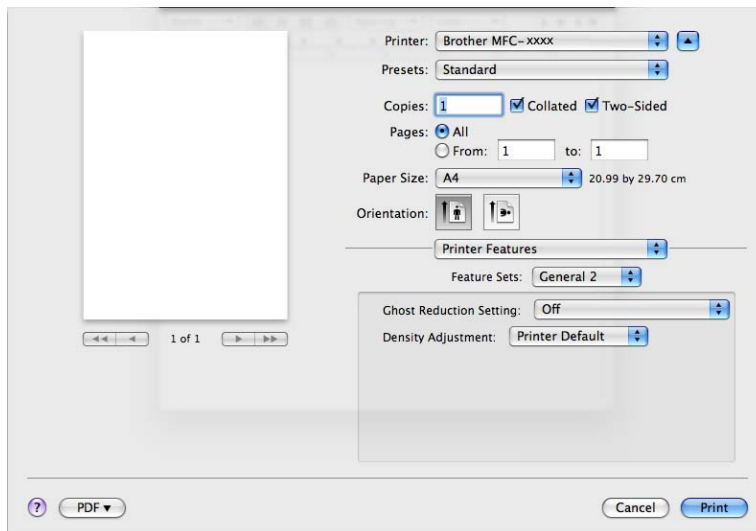 Printer: Brother MFC-xxxx
Presets: Standard
Copies: 1 Collated Two-Sided
Pages: All
From: 1 to: 1
Paper Size: A4 20.99 by 29.70 cm
Orientation:
Printer Features
Feature Sets: General 2
Ghost Reduction Setting: Off
Density Adjustment: Printer Default
1 of 1
? PDF Cancel Print